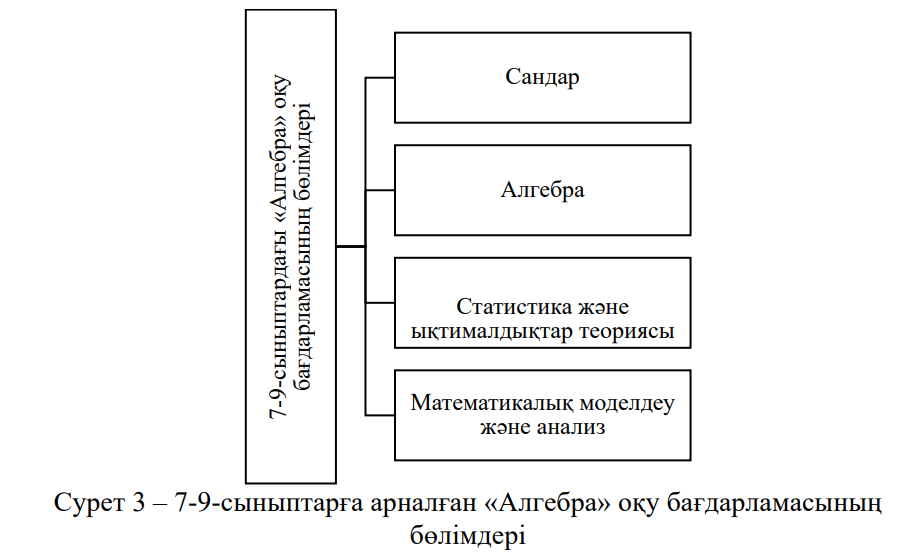 7-9-сыныптардағы «Алгебра» оқу
бағдарламасының бөлімдері
Сандар
Алгебра
Статистика және
ықтималдықтар теориясы
Математикалық моделдеу
және анализ
Сурет 3 – 7-9-сыныптарға арналған «Алгебра» оқу бағдарламасының
бөлімдері